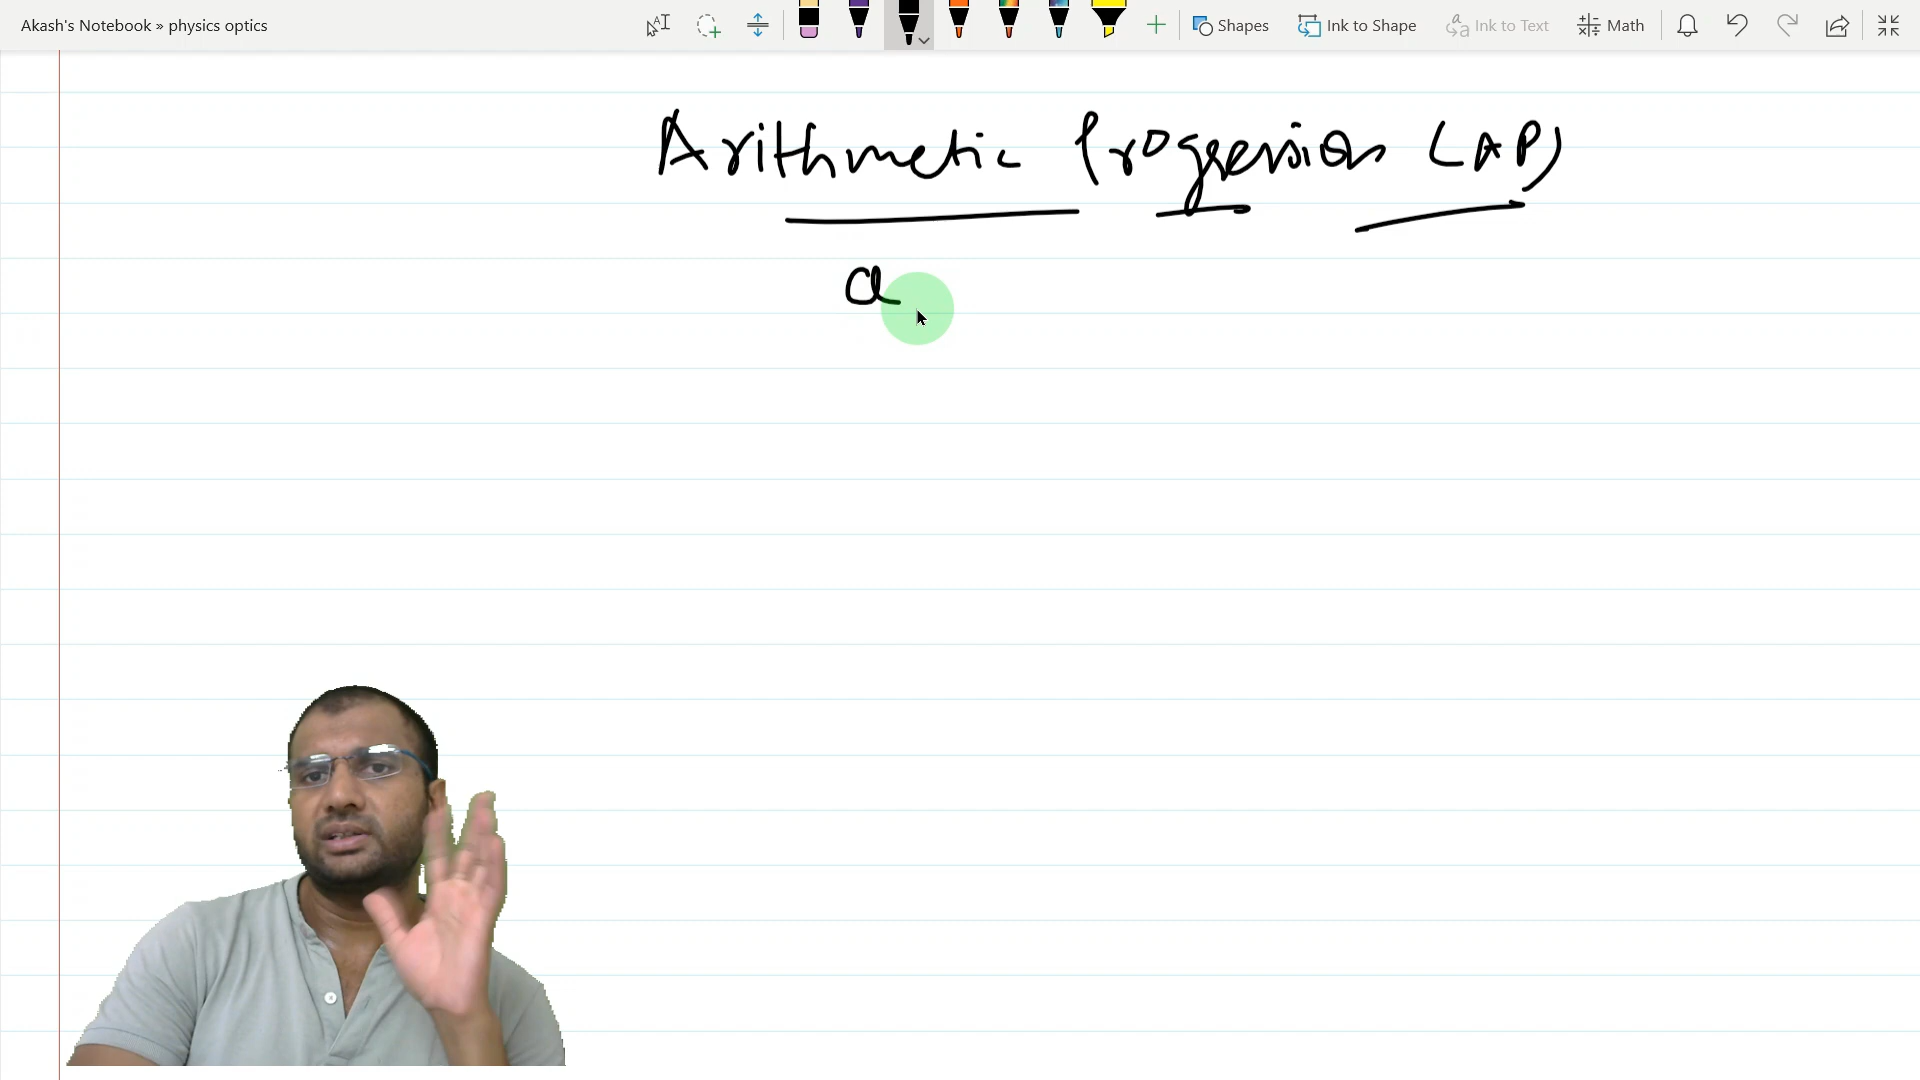 Akash's Notebook » physics optics
Shapes Ink to Shape Ink to Text Math
Arithmetic Progression (AP)
a